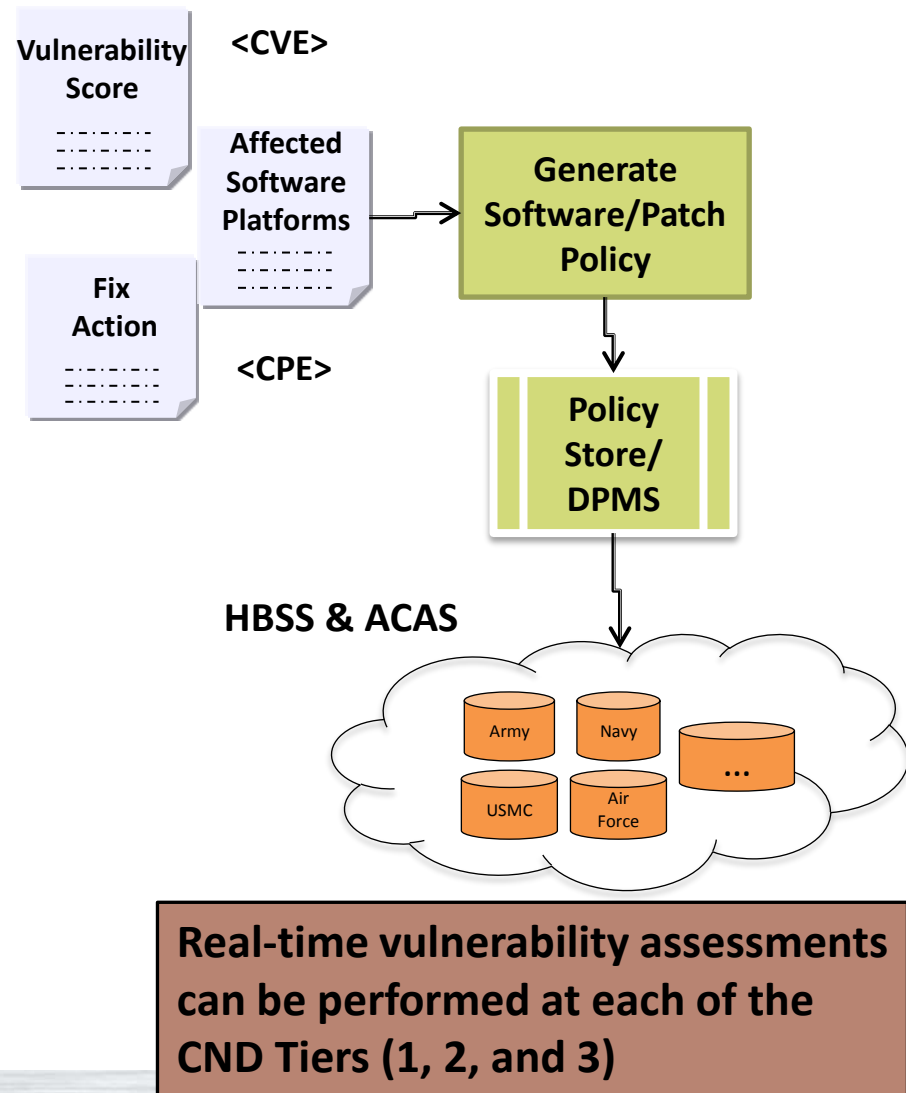 Vulnerability
Score
<CVE>
Affected
Software
Platforms
Fix
Action
<CPE>
Generate
Software/Patch
Policy
Policy
Store/
DPMS
HBSS & ACAS
Army
Navy
...
USMC
Air
Force
Real-time vulnerability assessments
can be performed at each of the
CND Tiers (1, 2, and 3)